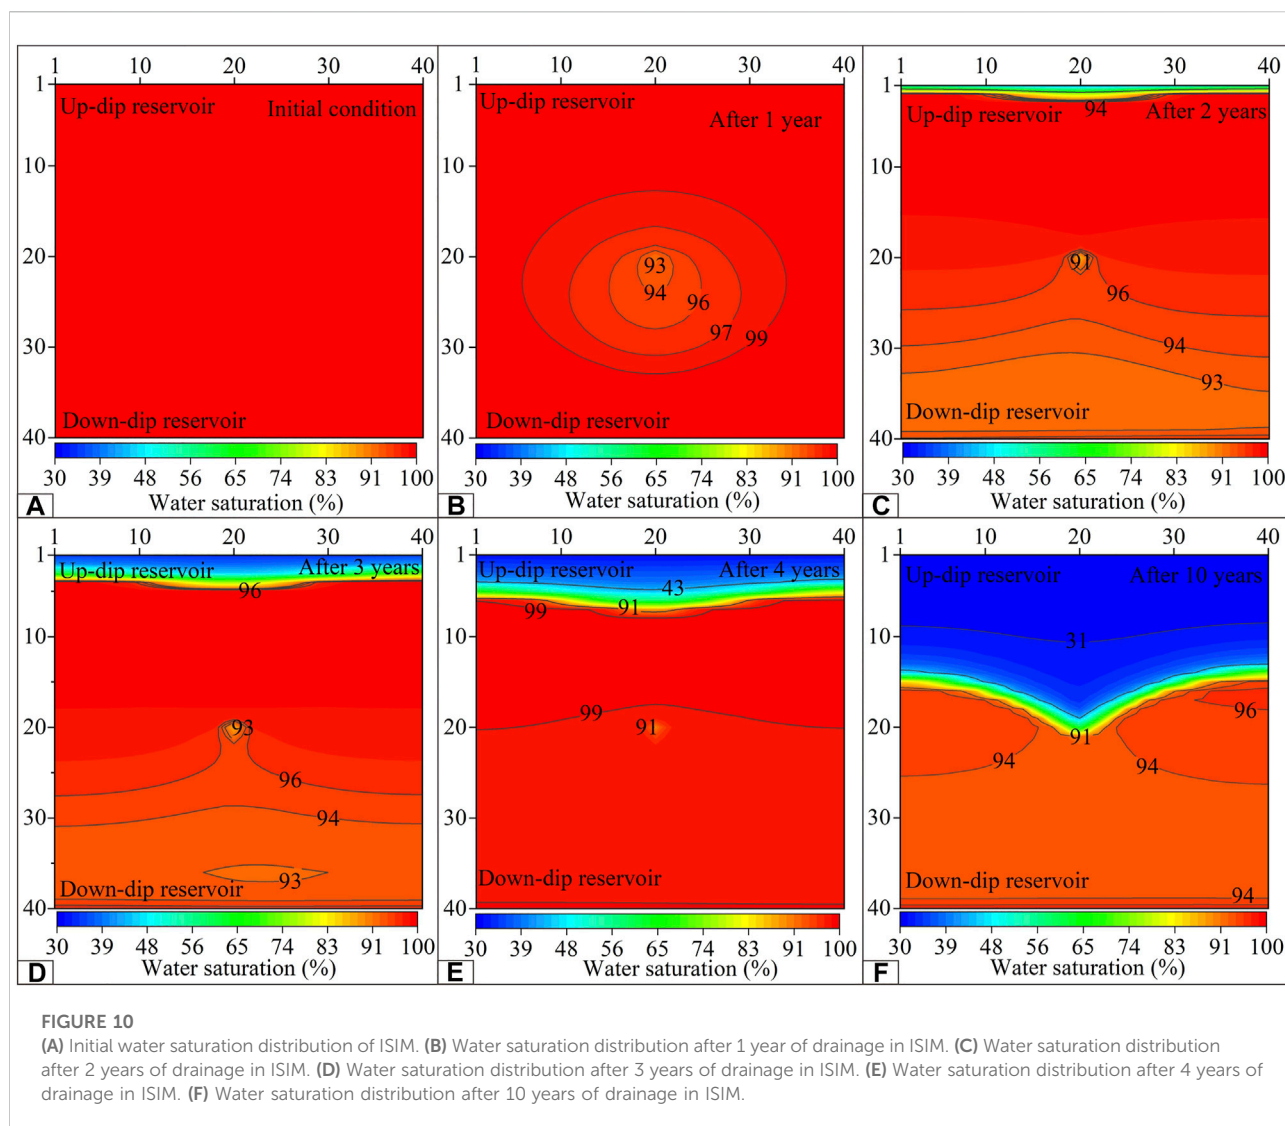 1 10 20 30 40
Up-dip reservoir Initial condition
10
20
30
Down-dip reservoir
40
30 39 48 56 65 74 83 91 100
Water saturation (%)
A
1 10 20 30 40
1
Up-dip reservoir
After 1 year
10
20
93
94
96
97
99
30
Down-dip reservoir
40
30 39 48 56 65 74 83 91 100
Water saturation (%)
B
1 10 20 30 40
1
Up-dip reservoir 94 After 2 years
10
20
91
96
94
30
93
Down-dip reservoir
40
30 39 48 56 65 74 83 91 100
Water saturation (%)
C
1 10 20 30 40
1
Up-dip reservoir After 3 years
96
10
20
93
96
30
94
93
Down-dip reservoir
40
30 39 48 56 65 74 83 91 100
Water saturation (%)
D
1 10 20 30 40
1
Up-dip reservoir After 4 years
43
99 91
10
99
20
91
30
Down-dip reservoir
40
30 39 48 56 65 74 83 91 100
Water saturation (%)
E
1 10 20 30 40
1
Up-dip reservoir After 10 years
10
31
96
20
91
94 94
30
Down-dip reservoir
94
40
30 39 48 56 65 74 83 91 100
Water saturation (%)
F
FIGURE 10
(A) Initial water saturation distribution of ISIM. (B) Water saturation distribution after 1 year of drainage in ISIM. (C) Water saturation distribution
after 2 years of drainage in ISIM. (D) Water saturation distribution after 3 years of drainage in ISIM. (E) Water saturation distribution after 4 years of
drainage in ISIM. (F) Water saturation distribution after 10 years of drainage in ISIM.